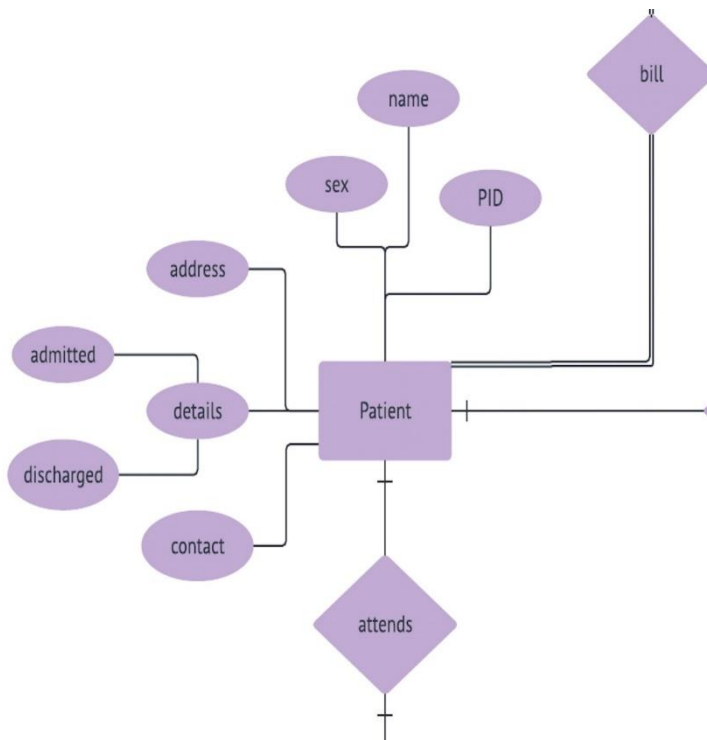 bill
name
sex
PID
address
admitted
details
Patient
discharged
contact
attends